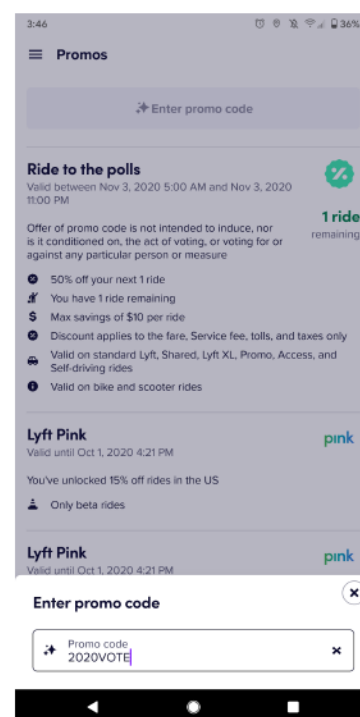 3:46
36%
Promos
Enter promo code
Ride to the polls
Valid between Nov 3, 2020 5:00 AM and Nov 3, 2020
11:00 PM
1 ride
remaining
Offer of promo code is not intended to induce, nor
is it conditioned on, the act of voting, or voting for or
against any particular person or measure
50% off your next 1 ride
You have 1 ride remaining
$ Max savings of $10 per ride
Discount applies to the fare, Service fee, tolls, and taxes only
Valid on standard Lyft, Shared, Lyft XL, Promo, Access, and
Self-driving rides
Valid on bike and scooter rides
Lyft Pink
pink
Valid until Oct 1, 2020 4:21 PM
You've unlocked 15% off rides in the US
Only beta rides
Lyft Pink
pink
Valid until Oct 1, 2020 4:21 PM
Enter promo code
Promo code
2020VOTE